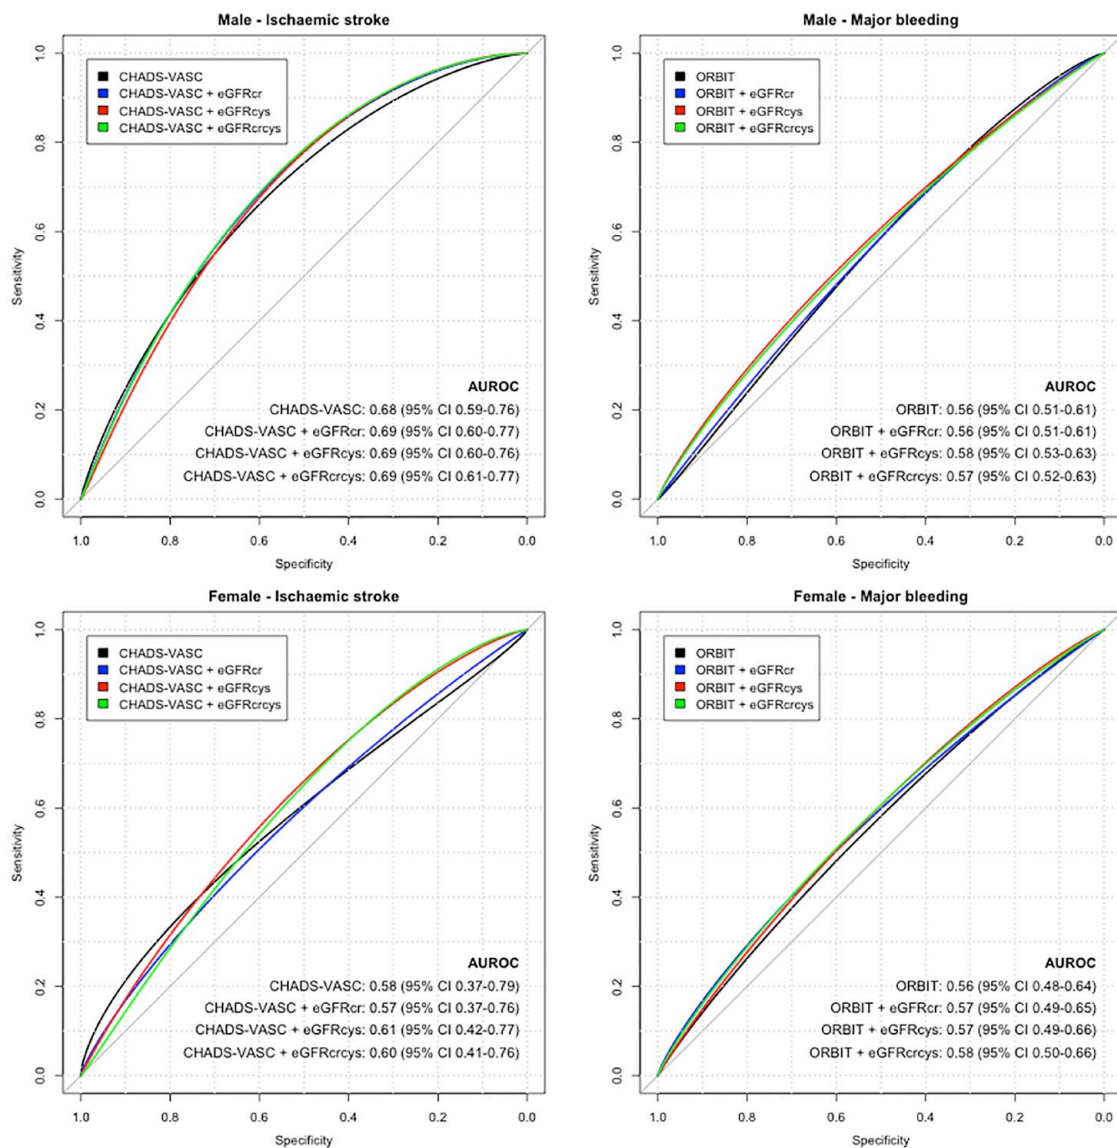 Male - Ischaemic stroke
CHADS-VASC
CHADS-VASC + eGFRcr
CHADS-VASC + eGFRcys
CHADS-VASC + eGFRcrcys
Sensitivity
1.0
0.8
0.6
0.4
0.2
0.0
AUROC
CHADS-VASC: 0.68 (95% CI 0.59-0.76)
CHADS-VASC + eGFRcr: 0.69 (95% CI 0.60-0.77)
CHADS-VASC + eGFRcys: 0.69 (95% CI 0.60-0.76)
CHADS-VASC + eGFRcrcys: 0.69 (95% CI 0.61-0.77)
1.0 0.8 0.6 0.4 0.2 0.0
Specificity
Male - Major bleeding
ORBIT
ORBIT + eGFRcr
ORBIT + eGFRcys
ORBIT + eGFRcrcys
Sensitivity
1.0
0.8
0.6
0.4
0.2
0.0
AUROC
ORBIT: 0.56 (95% CI 0.51-0.61)
ORBIT + eGFRcr: 0.56 (95% CI 0.51-0.61)
ORBIT + eGFRcys: 0.58 (95% CI 0.53-0.63)
ORBIT + eGFRcrcys: 0.57 (95% CI 0.52-0.63)
1.0 0.8 0.6 0.4 0.2 0.0
Specificity
Female - Ischaemic stroke
CHADS-VASC
CHADS-VASC + eGFRcr
CHADS-VASC + eGFRcys
CHADS-VASC + eGFRcrcys
Sensitivity
1.0
0.8
0.6
0.4
0.2
0.0
AUROC
CHADS-VASC: 0.58 (95% CI 0.37-0.79)
CHADS-VASC + eGFRcr: 0.57 (95% CI 0.37-0.76)
CHADS-VASC + eGFRcys: 0.61 (95% CI 0.42-0.77)
CHADS-VASC + eGFRcrcys: 0.60 (95% CI 0.41-0.76)
1.0 0.8 0.6 0.4 0.2 0.0
Specificity
Female - Major bleeding
ORBIT
ORBIT + eGFRcr
ORBIT + eGFRcys
ORBIT + eGFRcrcys
Sensitivity
1.0
0.8
0.6
0.4
0.2
0.0
AUROC
ORBIT: 0.56 (95% CI 0.48-0.64)
ORBIT + eGFRcr: 0.57 (95% CI 0.49-0.65)
ORBIT + eGFRcys: 0.57 (95% CI 0.49-0.66)
ORBIT + eGFRcrcys: 0.58 (95% CI 0.50-0.66)
1.0 0.8 0.6 0.4 0.2 0.0
Specificity